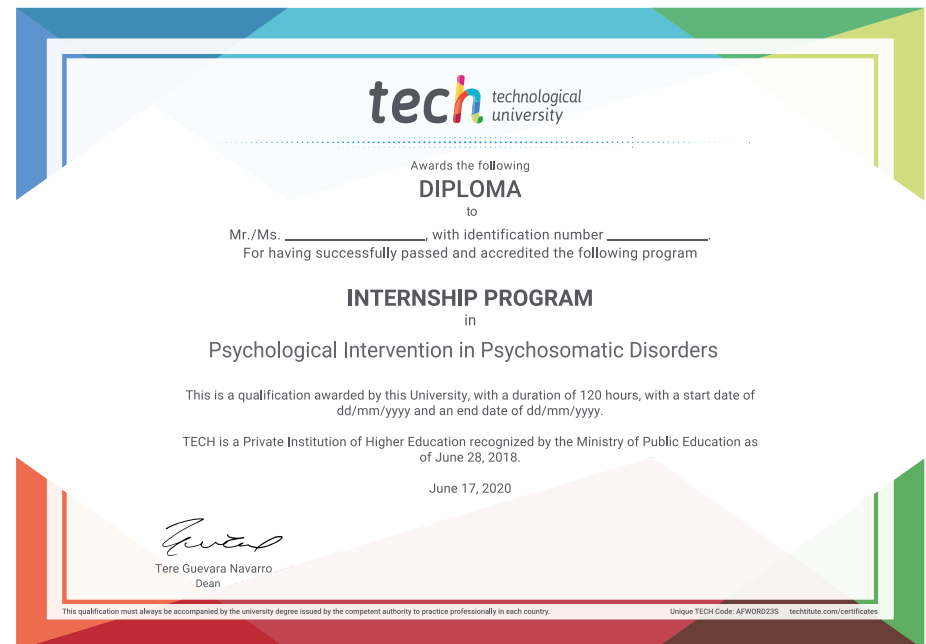 tech technological
university
Awards the following
DIPLOMA
to
Mr./Ms. ____________________, with identification number ______________.
For having successfully passed and accredited the following program
INTERNSHIP PROGRAM
in
Psychological Intervention in Psychosomatic Disorders
This is a qualification awarded by this University, with a duration of 120 hours, with a start date of
dd/mm/yyyy and an end date of dd/mm/yyyy.
TECH is a Private Institution of Higher Education recognized by the Ministry of Public Education as
of June 28, 2018.
June 17, 2020
Tere Guevara Navarro
Dean
This qualification must always be accompanied by the university degree issued by the competent authority to practice professionally in each country.
Unique TECH Code: AFWORD23S techtitute.com/certificates